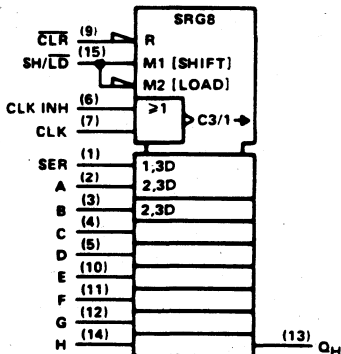 SRG8
CLR (9) R
SH/LD (15) M1 [SHIFT]
M2 [LOAD]
CLK INH (6) ≥1
CLK (7) C3/1
SER (1) 1,3D
A (2) 2,3D
B (3) 2,3D
C (4)
D (5)
E (10)
F (11)
G (12)
H (14) (13) QH